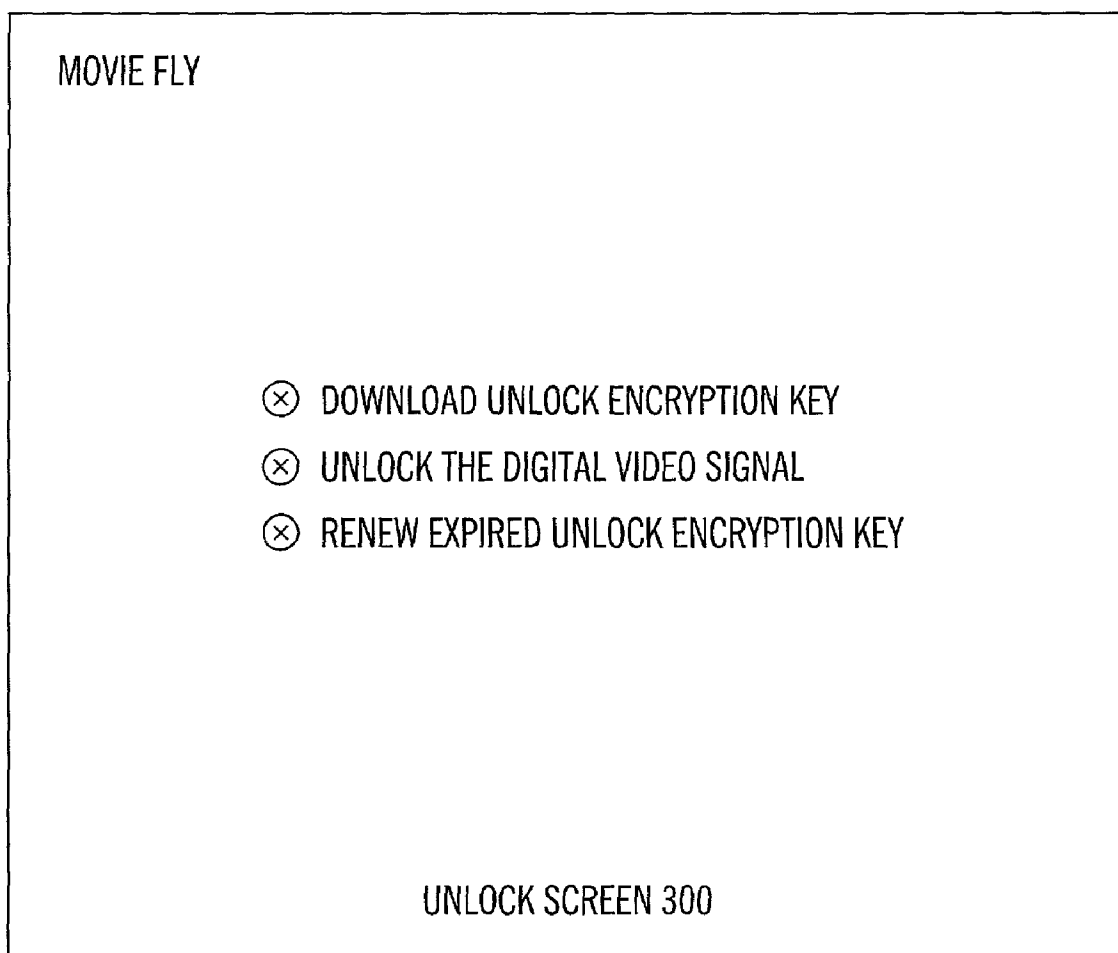 MOVIE FLY
ⓧ DOWNLOAD UNLOCK ENCRYPTION KEY
ⓧ UNLOCK THE DIGITAL VIDEO SIGNAL
ⓧ RENEW EXPIRED UNLOCK ENCRYPTION KEY
UNLOCK SCREEN 300